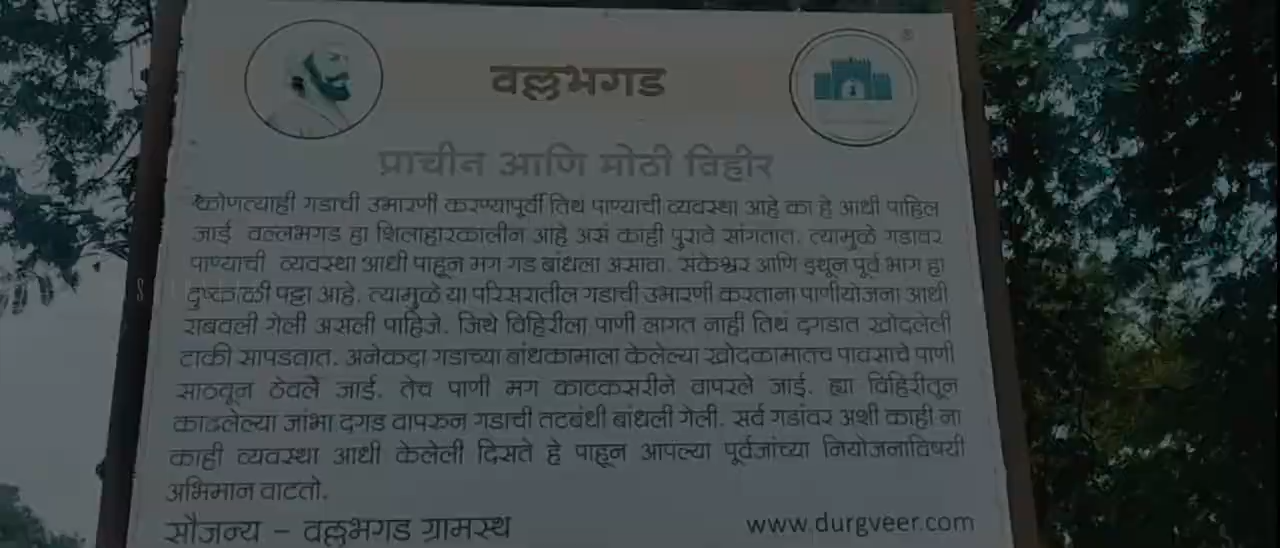 वल्लभगड
प्राचीन आणि मोठी विहीर
कोणत्याही गडाची उभारणी करण्यापूर्वी तिथं पाण्याची व्यवस्था आहे का हे आधी पाहिलं
जाई वल्लभगड हा शिलाहारकालीन आहे असं काही पुरावे सांगतात. त्यामुळे गडावर
पाण्याची व्यवस्था आधी पाहून मग गड बांधला असावा. संकेश्वर आणि इथून पूर्व भाग हा
दुष्काळी पट्टा आहे. त्यामुळे या परिसरातील गडाची उभारणी करताना पाणीयोजना आधी
राबवली गेली असली पाहिजे. जिथे विहिरीला पाणी लागत नाही तिथं दगडात खोदलेली
टाकी सापडतात. अनेकदा गडाच्या बांधकामाला केलेल्या खोदकामातच पावसाचे पाणी
साठवून ठेवलें जाई. तेच पाणी मग काटकसरीने वापरले जाई. ह्या विहिरीतून
काढलेल्या जांभा दगड वापरुन गडाची तटबंधी बांधली गेली. सर्व गडांवर अशी काही ना
काही व्यवस्था आधी केलेली दिसते हे पाहून आपल्या पूर्वजांच्या नियोजनाविषयी
अभिमान वाटतो.
सौजन्य – वल्लभगड ग्रामस्थ
www.durgveer.com